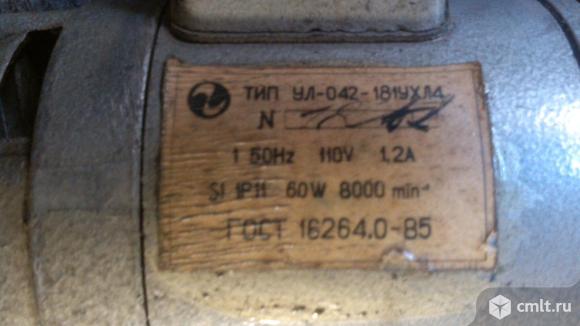 ТИП УЛ-042-181УХЛ4
N
1 50Hz 110V 1.2A
S1 IP11 60W 8000 min⁻¹
ГОСТ 16264.0-85
cmlt.ru